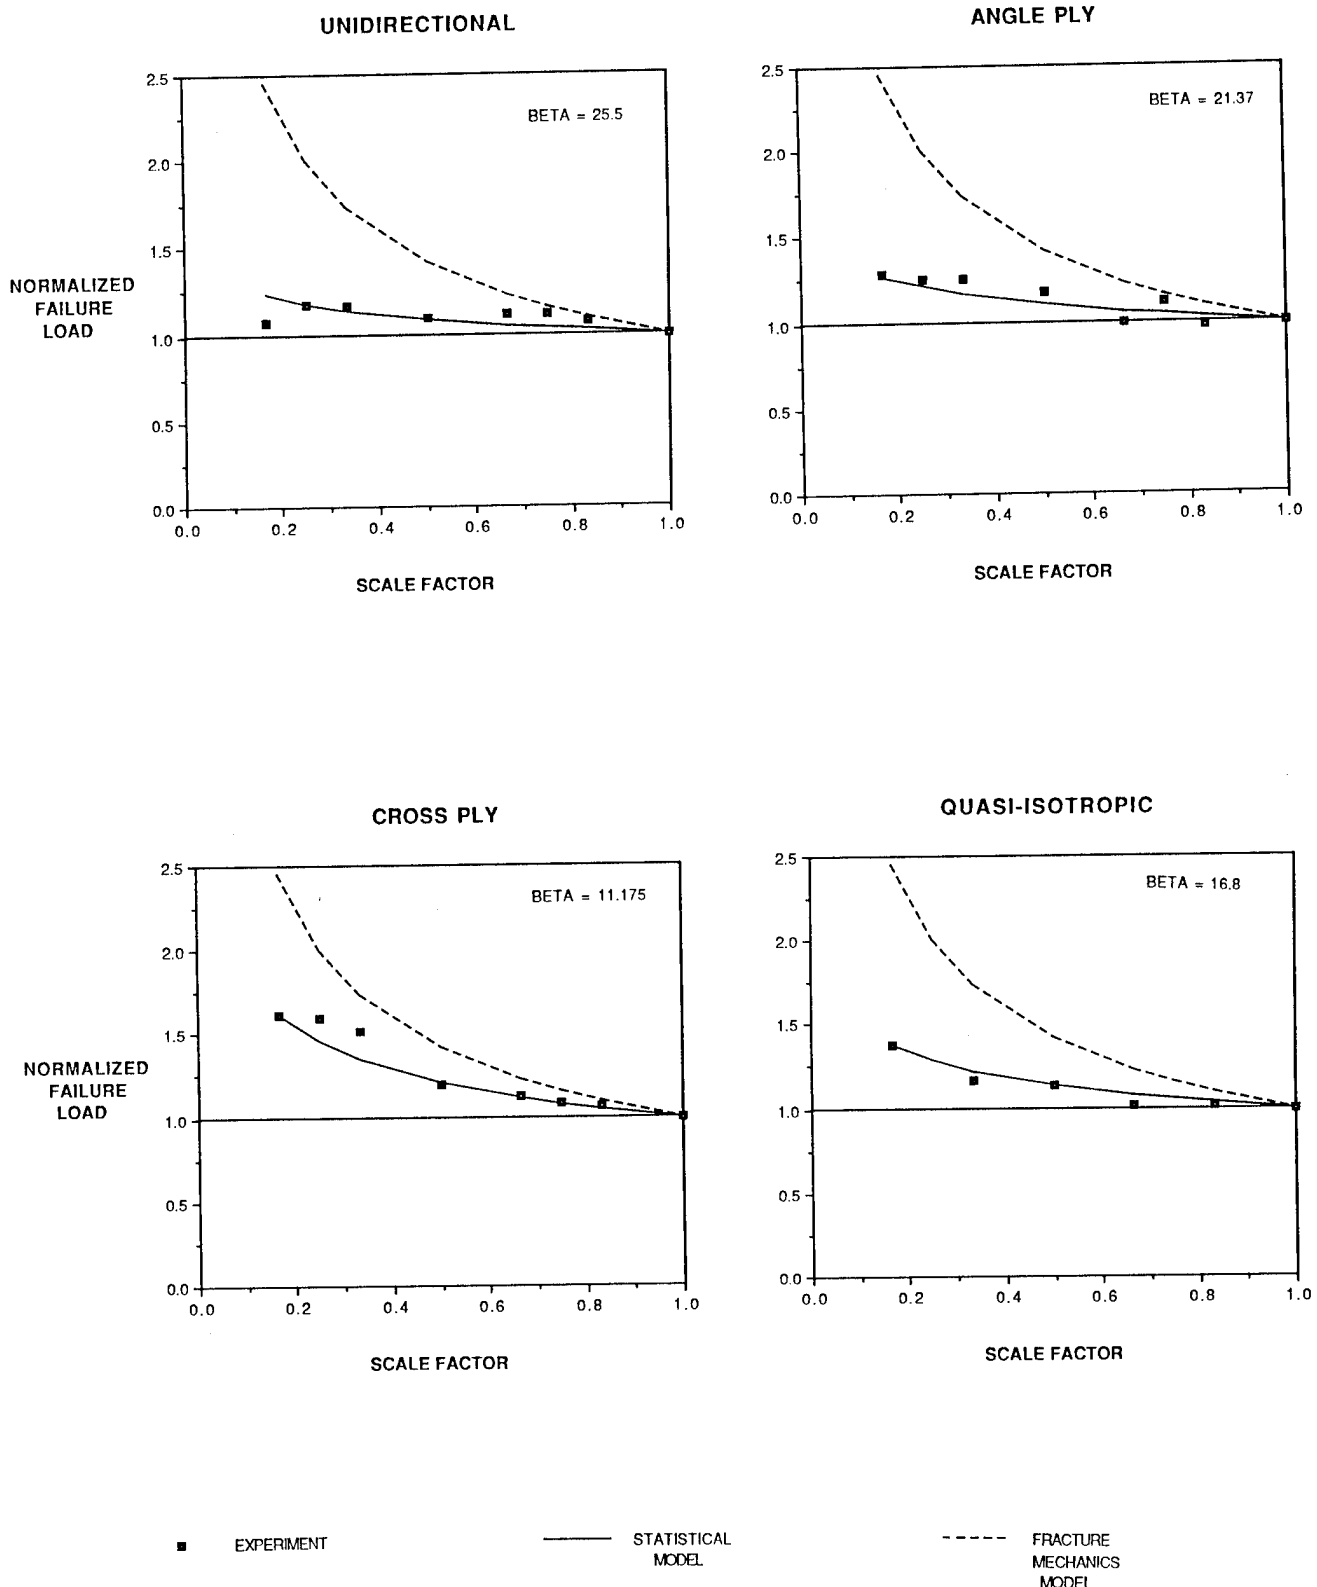 UNIDIRECTIONAL
BETA = 25.5
2.5
2.0
1.5
1.0
0.5
0.0
NORMALIZED
FAILURE
LOAD
0.0 0.2 0.4 0.6 0.8 1.0
SCALE FACTOR
ANGLE PLY
BETA = 21.37
2.5
2.0
1.5
1.0
0.5
0.0
0.0 0.2 0.4 0.6 0.8 1.0
SCALE FACTOR
CROSS PLY
BETA = 11.175
2.5
2.0
1.5
1.0
0.5
0.0
NORMALIZED
FAILURE
LOAD
0.0 0.2 0.4 0.6 0.8 1.0
SCALE FACTOR
QUASI-ISOTROPIC
BETA = 16.8
2.5
2.0
1.5
1.0
0.5
0.0
0.0 0.2 0.4 0.6 0.8 1.0
SCALE FACTOR
EXPERIMENT
STATISTICAL
MODEL
FRACTURE
MECHANICS
MODEL